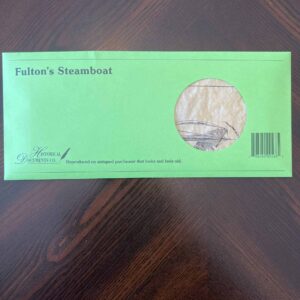 Fulton's Steamboat
HISTORICAL
DOCUMENTS CO.
Reproduced on antiqued parchment that looks and feels old.